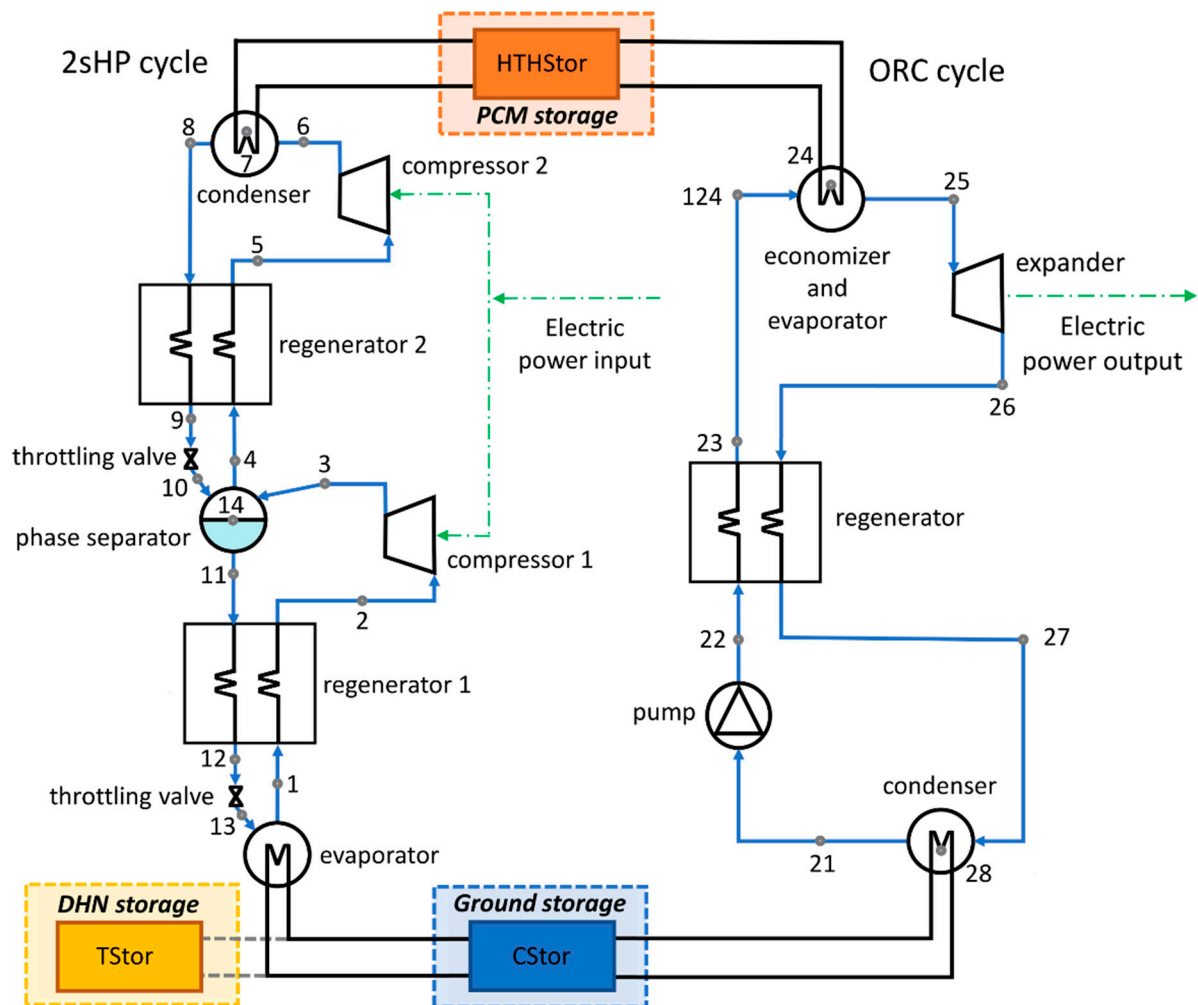 2sHP cycle
HTHStor
PCM storage
ORC cycle
8
6
7
condenser
compressor 2
5
24
124
25
economizer
and
evaporator
expander
Electric
power input
Electric
power output
regenerator 2
26
9
4
throttling valve
10
3
14
phase separator
compressor 1
23
regenerator
11
2
22
27
regenerator 1
pump
12
1
throttling valve
13
condenser
evaporator
21
28
DHN storage
TStor
Ground storage
CStor